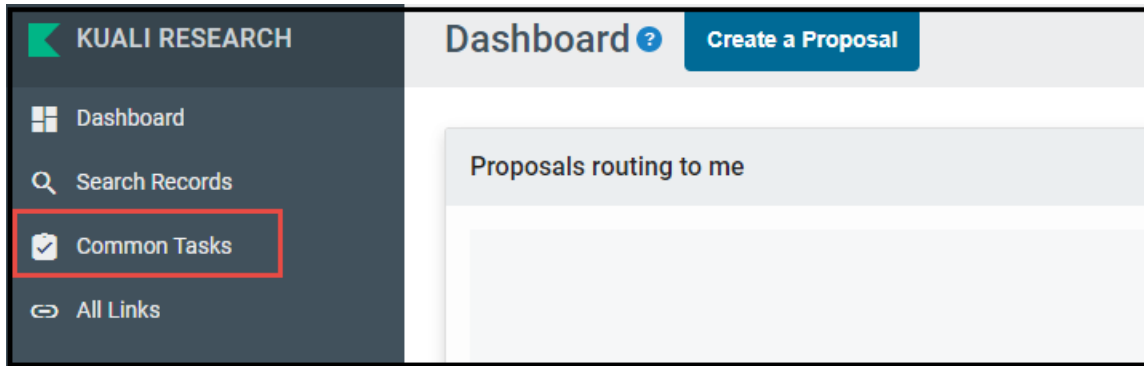 KUALI RESEARCH
Dashboard
Search Records
Common Tasks
All Links
Dashboard ? Create a Proposal
Proposals routing to me